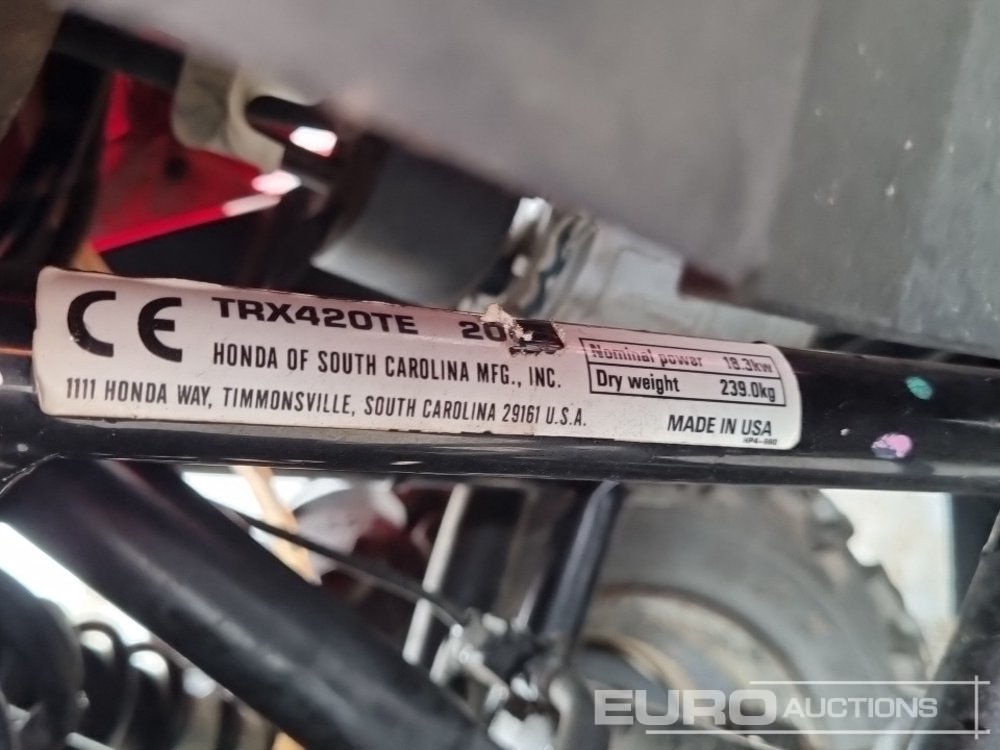 CE TRX420TE 20
HONDA OF SOUTH CAROLINA MFG., INC.
1111 HONDA WAY, TIMMONSVILLE, SOUTH CAROLINA 29161 U.S.A.
Nominal power 18.3kw
Dry weight 239.0kg
MADE IN USA
EURO AUCTIONS